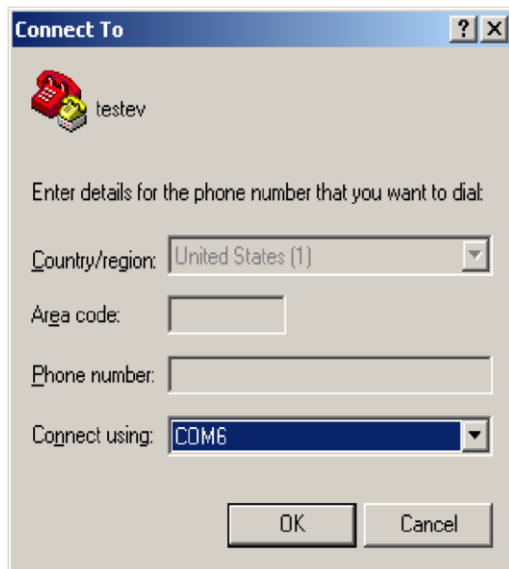 Connect To
testev
Enter details for the phone number that you want to dial:
Country/region: United States (1)
Area code:
Phone number:
Connect using: COM6
OK Cancel